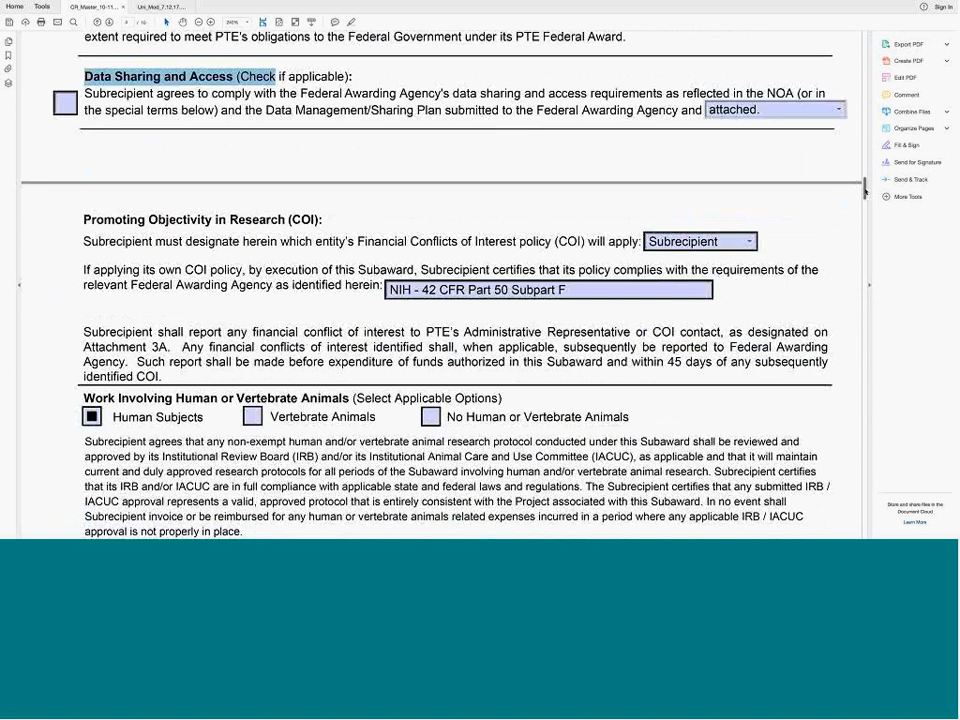 Home Tools CR_Master_10-11... × Uni_Mod_7.12.17.... Sign In
extent required to meet PTE's obligations to the Federal Government under its PTE Federal Award.
Data Sharing and Access (Check if applicable):
Subrecipient agrees to comply with the Federal Awarding Agency's data sharing and access requirements as reflected in the NOA (or in
the special terms below) and the Data Management/Sharing Plan submitted to the Federal Awarding Agency and attached.
Promoting Objectivity in Research (COI):
Subrecipient must designate herein which entity's Financial Conflicts of Interest policy (COI) will apply: Subrecipient
If applying its own COI policy, by execution of this Subaward, Subrecipient certifies that its policy complies with the requirements of the
relevant Federal Awarding Agency as identified herein: NIH - 42 CFR Part 50 Subpart F
Subrecipient shall report any financial conflict of interest to PTE's Administrative Representative or COI contact, as designated on
Attachment 3A. Any financial conflicts of interest identified shall, when applicable, subsequently be reported to Federal Awarding
Agency. Such report shall be made before expenditure of funds authorized in this Subaward and within 45 days of any subsequently
identified COI.
Work Involving Human or Vertebrate Animals (Select Applicable Options)
Human Subjects Vertebrate Animals No Human or Vertebrate Animals
Subrecipient agrees that any non-exempt human and/or vertebrate animal research protocol conducted under this Subaward shall be reviewed and
approved by its Institutional Review Board (IRB) and/or its Institutional Animal Care and Use Committee (IACUC), as applicable and that it will maintain
current and duly approved research protocols for all periods of the Subaward involving human and/or vertebrate animal research. Subrecipient certifies
that its IRB and/or IACUC are in full compliance with applicable state and federal laws and regulations. The Subrecipient certifies that any submitted IRB /
IACUC approval represents a valid, approved protocol that is entirely consistent with the Project associated with this Subaward. In no event shall
Subrecipient invoice or be reimbursed for any human or vertebrate animals related expenses incurred in a period where any applicable IRB / IACUC
approval is not properly in place.
Export PDF
Create PDF
Edit PDF
Comment
Combine Files
Organize Pages
Fill & Sign
Send for Signature
Send & Track
More Tools
Store and share files in the
Document Cloud
Learn More